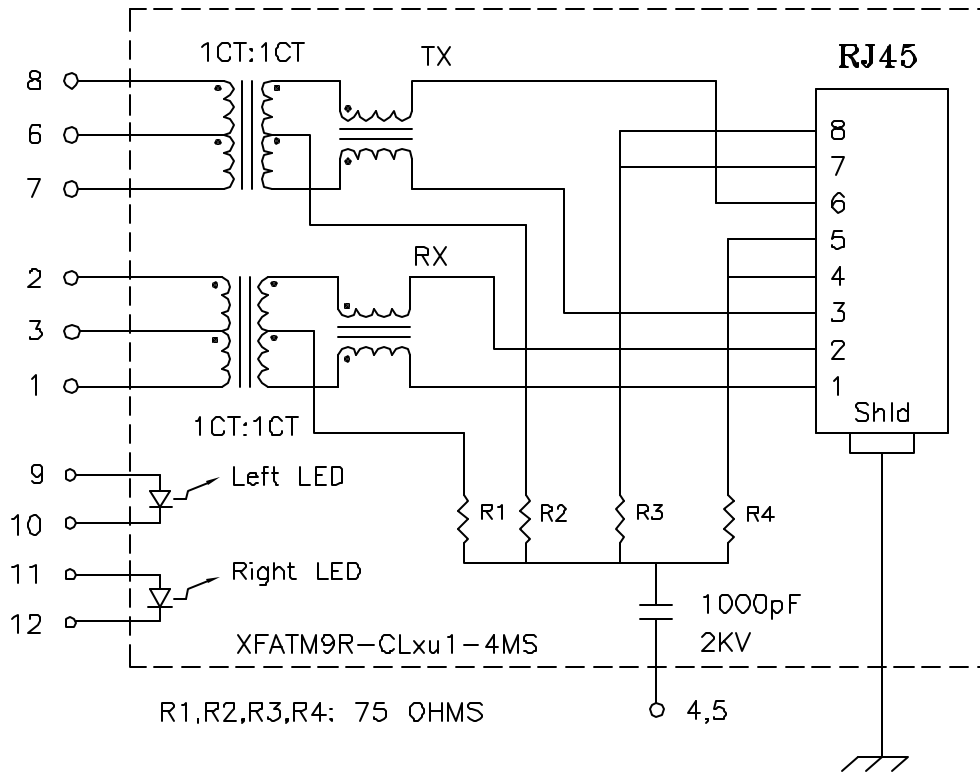 1CT:1CT
TX
RJ45
8
6
7
8
7
6
5
4
3
2
1
Shld
RX
2
3
1
1CT:1CT
9
10
Left LED
R1
R2
R3
R4
11
12
Right LED
1000pF
2KV
XFATM9R-CLxu1-4MS
R1,R2,R3,R4: 75 OHMS
4,5